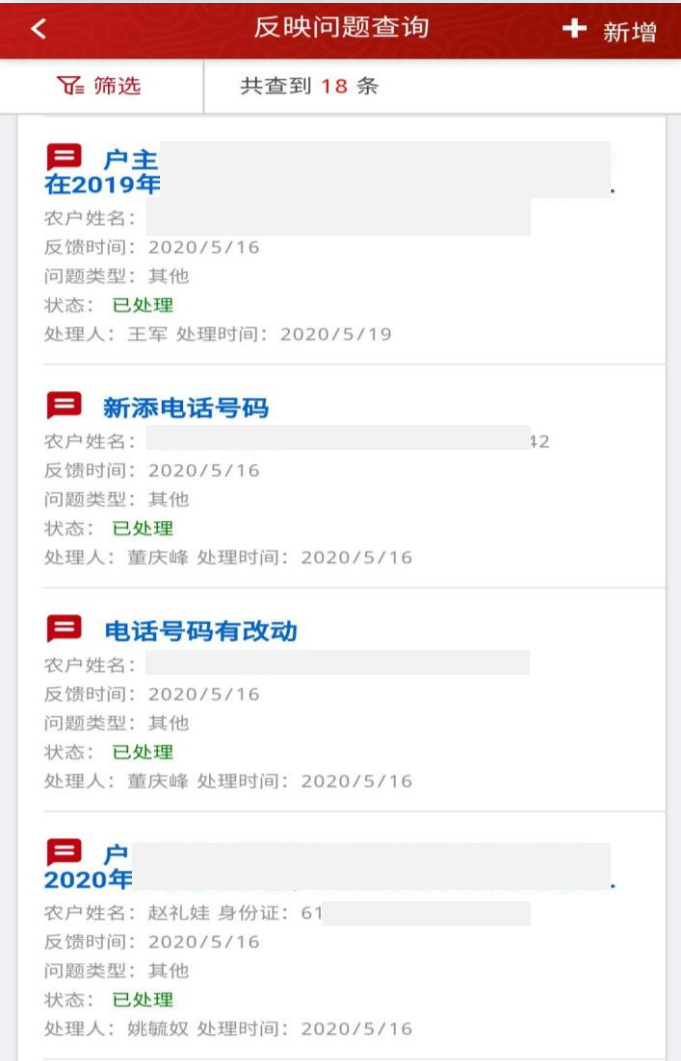 反映问题查询
新增
筛选
共查到 18 条
户主
在2019年
农户姓名：
反馈时间：2020/5/16
问题类型：其他
状态：已处理
处理人：王军 处理时间：2020/5/19
新添电话号码
农户姓名：42
反馈时间：2020/5/16
问题类型：其他
状态：已处理
处理人：董庆峰 处理时间：2020/5/16
电话号码有改动
农户姓名：
反馈时间：2020/5/16
问题类型：其他
状态：已处理
处理人：董庆峰 处理时间：2020/5/16
户
2020年
农户姓名：赵礼娃 身份证：61
反馈时间：2020/5/16
问题类型：其他
状态：已处理
处理人：姚毓奴 处理时间：2020/5/16